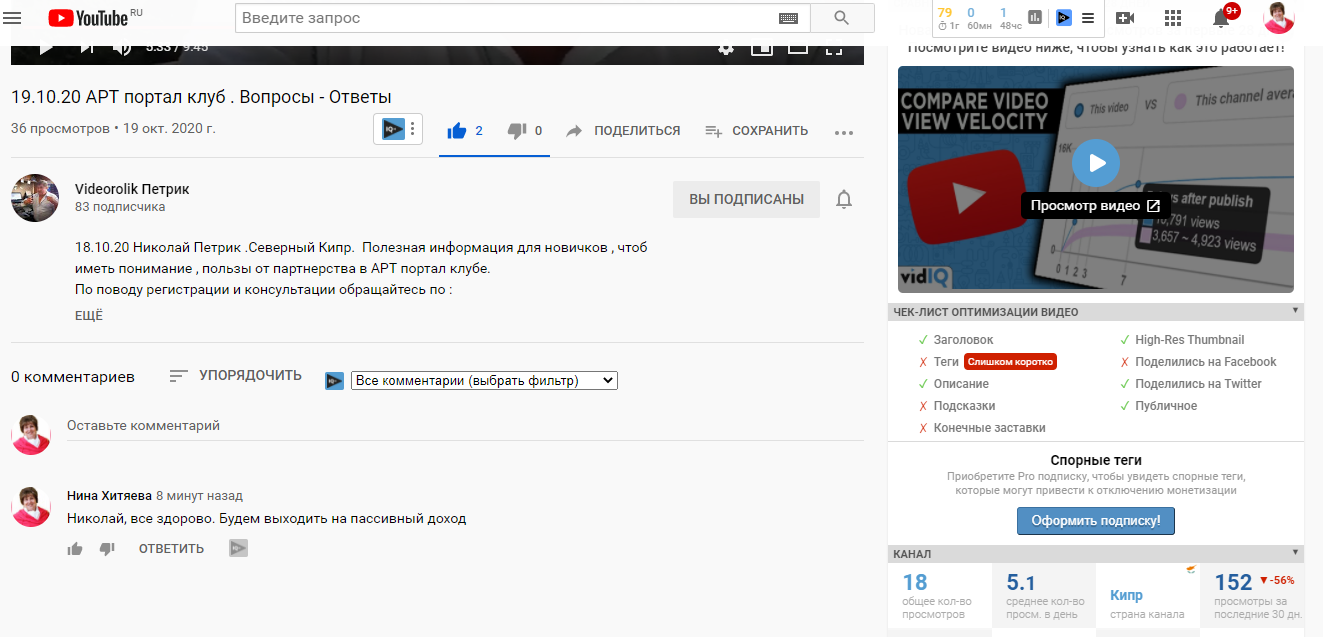 YouTube RU
Введите запрос
79 0 1
1г 60мн 48чс
9+
5:33 / 9:45
19.10.20 АРТ портал клуб . Вопросы - Ответы
36 просмотров • 19 окт. 2020 г.
2 0 ПОДЕЛИТЬСЯ СОХРАНИТЬ
Videorolik Петрик
83 подписчика
ВЫ ПОДПИСАНЫ
18.10.20 Николай Петрик .Северный Кипр. Полезная информация для новичков , чтоб
иметь понимание , пользы от партнерства в АРТ портал клубе.
По поводу регистрации и консультации обращайтесь по :
ЕЩЁ
0 комментариев УПОРЯДОЧИТЬ Все комментарии (выбрать фильтр)
Оставьте комментарий
Нина Хитяева 8 минут назад
Николай, все здорово. Будем выходить на пассивный доход
ОТВЕТИТЬ
Посмотрите видео ниже, чтобы узнать как это работает!
COMPARE VIDEO
VIEW VELOCITY
This video VS This channel avera
16K
Просмотр видео
after publish
10,791 views
3,657 ~ 4,923 views
0 1 2 3 7
vidIQ
ЧЕК-ЛИСТ ОПТИМИЗАЦИИ ВИДЕО
Заголовок High-Res Thumbnail
Теги Слишком коротко Поделились на Facebook
Описание Поделились на Twitter
Подсказки Публичное
Конечные заставки
Спорные теги
Приобретите Pro подписку, чтобы увидеть спорные теги,
которые могут привести к отключению монетизации
Оформить подписку!
КАНАЛ
18 5.1 Кипр 152 -56%
общее кол-во среднее кол-во страна канала просмотры за
просмотров просм. в день последние 30 дн.